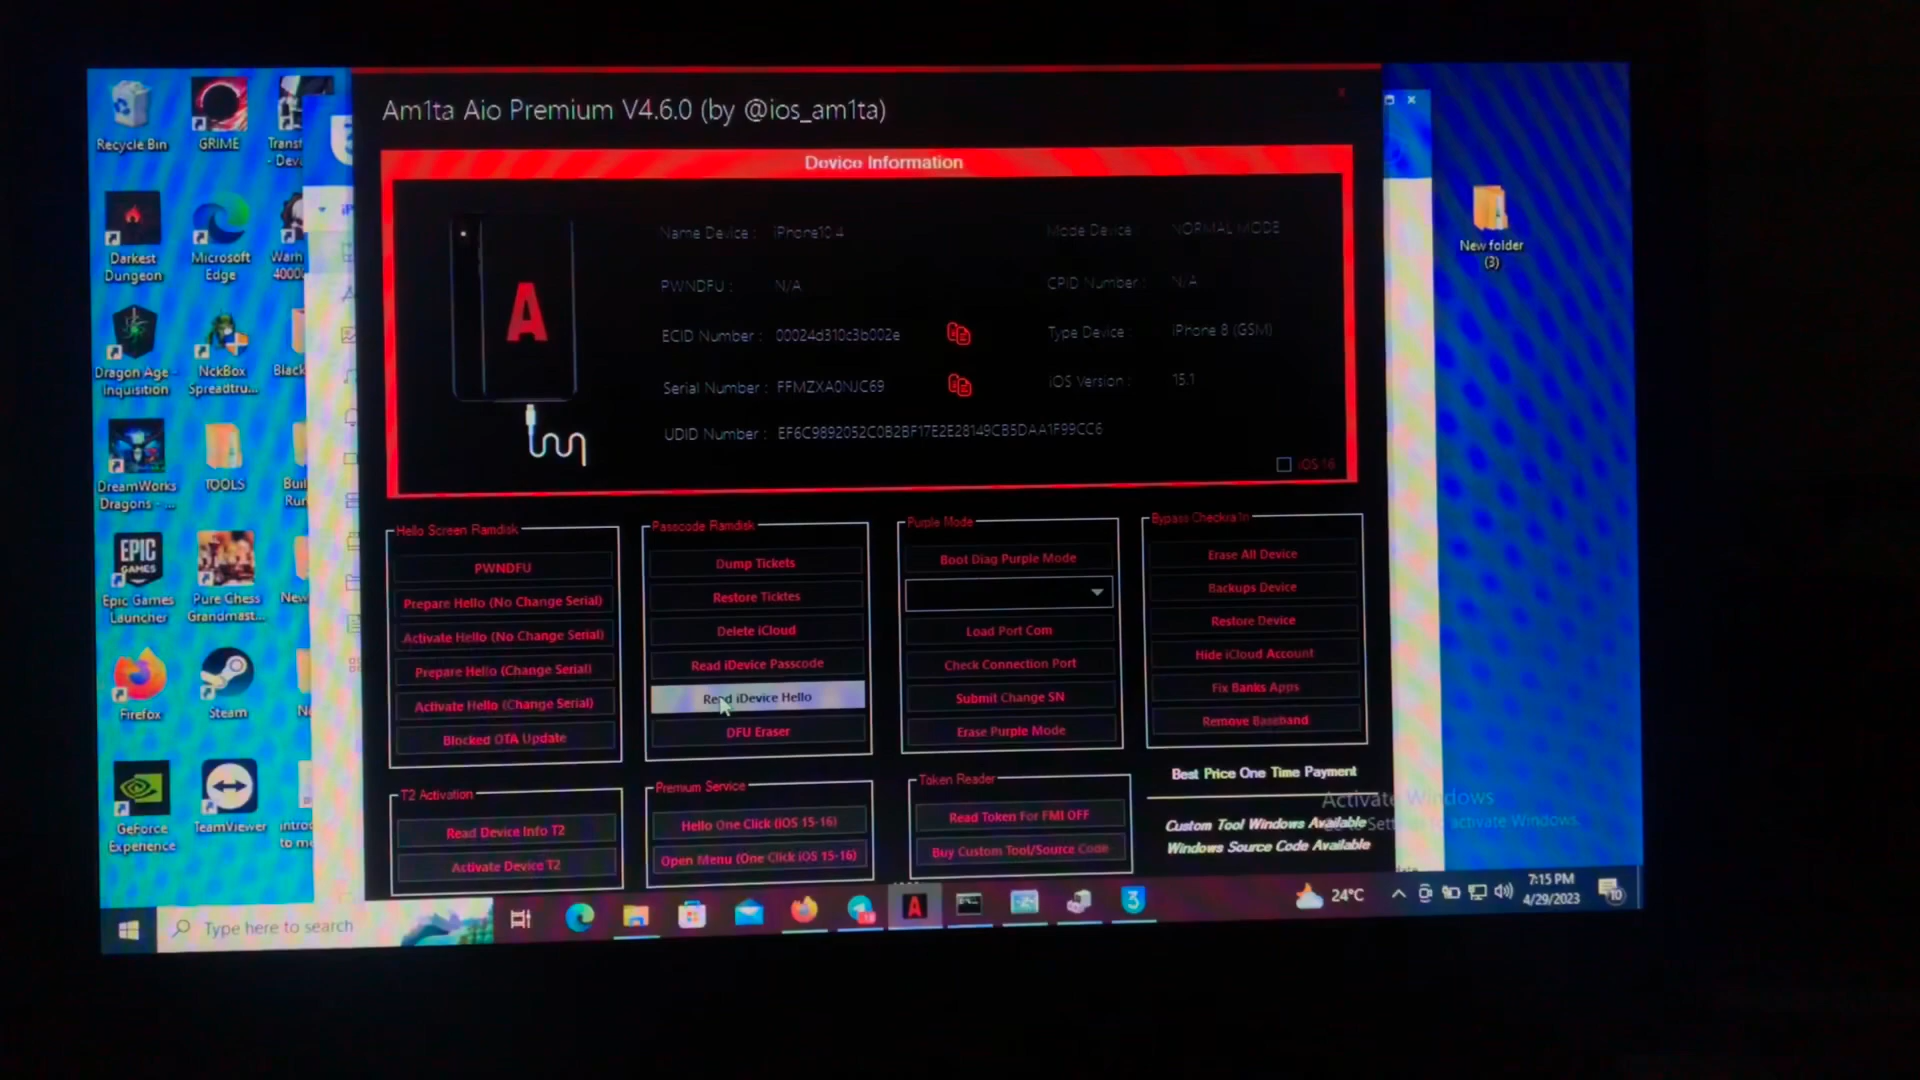 Am1ta Aio Premium V4.6.0 (by @ios_am1ta)
Device Information
Name Device : iPhone10.4
Mode Device : NORMAL MODE
PWNDFU : N/A
CPID Number : N/A
ECID Number : 00024d310c3b002e
Type Device iPhone 8 (GSM)
Serial Number : FFMZXA0NJC69
iOS Version : 15.1
UDID Number : EF6C9892052C0B2BF17E2E28149CB5DAA1F99CC6
iOS 16
Hello Screen Ramdisk
PWNDFU
Prepare Hello (No Change Serial)
Activate Hello (No Change Serial)
Prepare Hello (Change Serial)
Activate Hello (Change Serial)
Blocked OTA Update
Passcode Ramdisk
Dump Tickets
Restore Ticktes
Delete iCloud
Read iDevice Passcode
Read iDevice Hello
DFU Eraser
Purple Mode
Boot Diag Purple Mode
Load Port Com
Check Connection Port
Submit Change SN
Erase Purple Mode
Bypass Checkra1n
Erase All Device
Backups Device
Restore Device
Hide iCloud Account
Fix Banks Apps
Remove Baseband
T2 Activation
Read Device Info T2
Activate Device T2
Premium Service
Hello One Click (iOS 15-16)
Open Menu (One Click iOS 15-16)
Token Reader
Read Token For FMI OFF
Buy Custom Tool/Source Code
Best Price One Time Payment
Custom Tool Windows Available
Windows Source Code Available
Activate Windows
activate Windows.
Recycle Bin
GRIME
Darkest
Dungeon
Microsoft
Edge
Dragon Age -
Inquisition
NckBox
Spreadtru...
DreamWorks
Dragons - ...
TOOLS
EPIC
GAMES
Epic Games
Launcher
Pure Chess
Grandmast...
Firefox
Steam
GeForce
Experience
TeamViewer
New folder
(3)
Type here to search
24°C
7:15 PM
4/29/2023
10